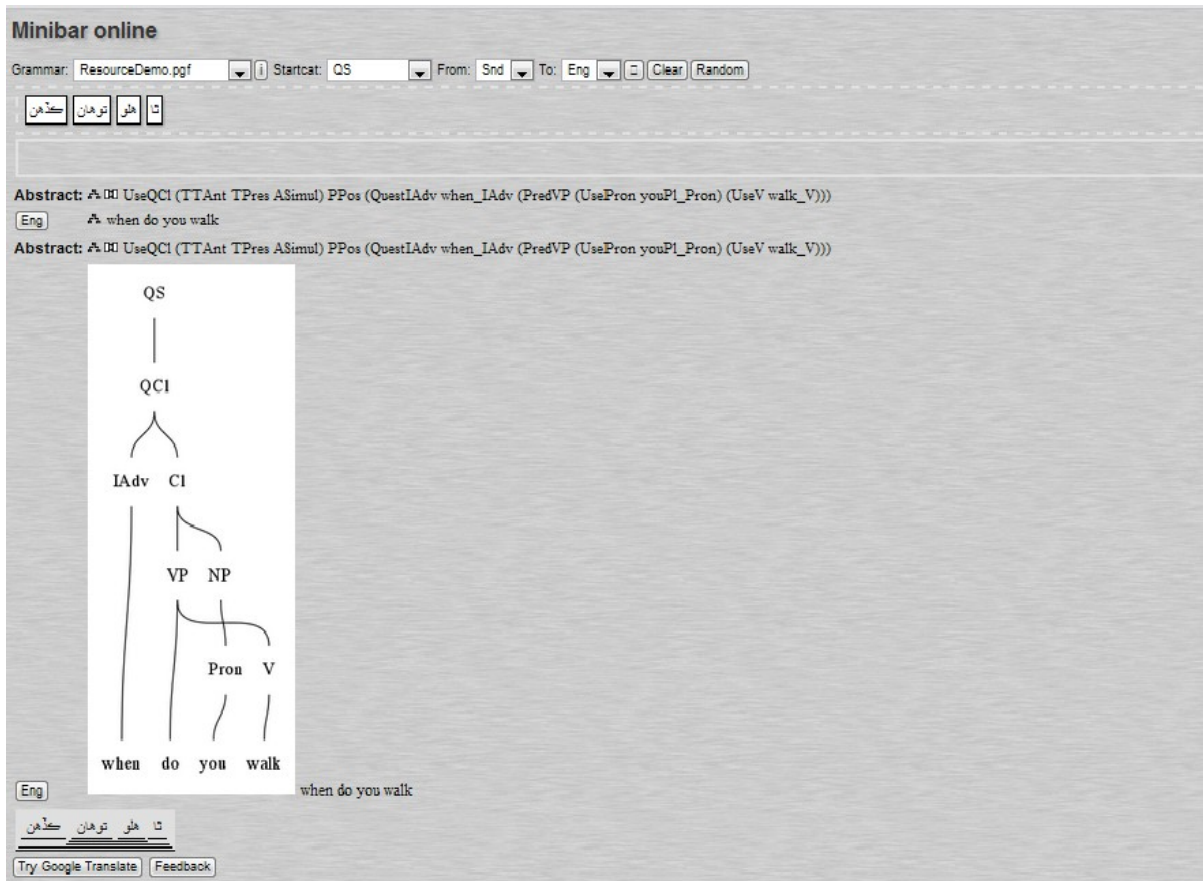 Minibar online
Grammar: ResourceDemo.pgf i Startcat: QS From: Snd To: Eng Clear Random
ڪڏهن توهان هلو ٿا
Abstract: UseQCl (TTAnt TPres ASimul) PPos (QuestIAdv when_IAdv (PredVP (UsePron youPl_Pron) (UseV walk_V)))
Eng when do you walk
Abstract: UseQCl (TTAnt TPres ASimul) PPos (QuestIAdv when_IAdv (PredVP (UsePron youPl_Pron) (UseV walk_V)))
QS
QCl
IAdv Cl
VP NP
Pron V
when do you walk
Eng when do you walk
ڪڏهن توهان هلو ٿا
Try Google Translate Feedback